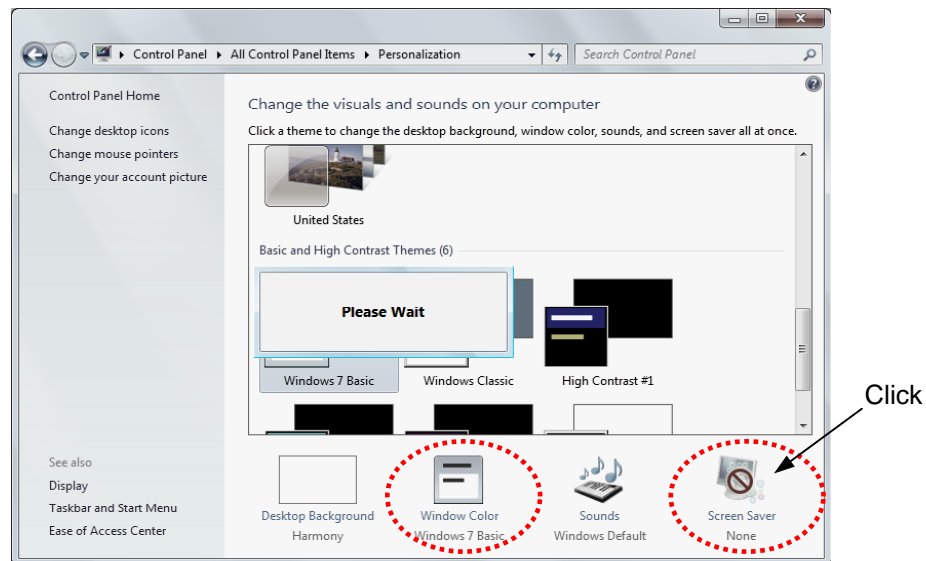 Control Panel ▸ All Control Panel Items ▸ Personalization
Search Control Panel
Control Panel Home
Change desktop icons
Change mouse pointers
Change your account picture
Change the visuals and sounds on your computer
Click a theme to change the desktop background, window color, sounds, and screen saver all at once.
United States
Basic and High Contrast Themes (6)
Please Wait
Windows 7 Basic
Windows Classic
High Contrast #1
Click
See also
Display
Taskbar and Start Menu
Ease of Access Center
Desktop Background
Harmony
Window Color
Windows 7 Basic
Sounds
Windows Default
Screen Saver
None